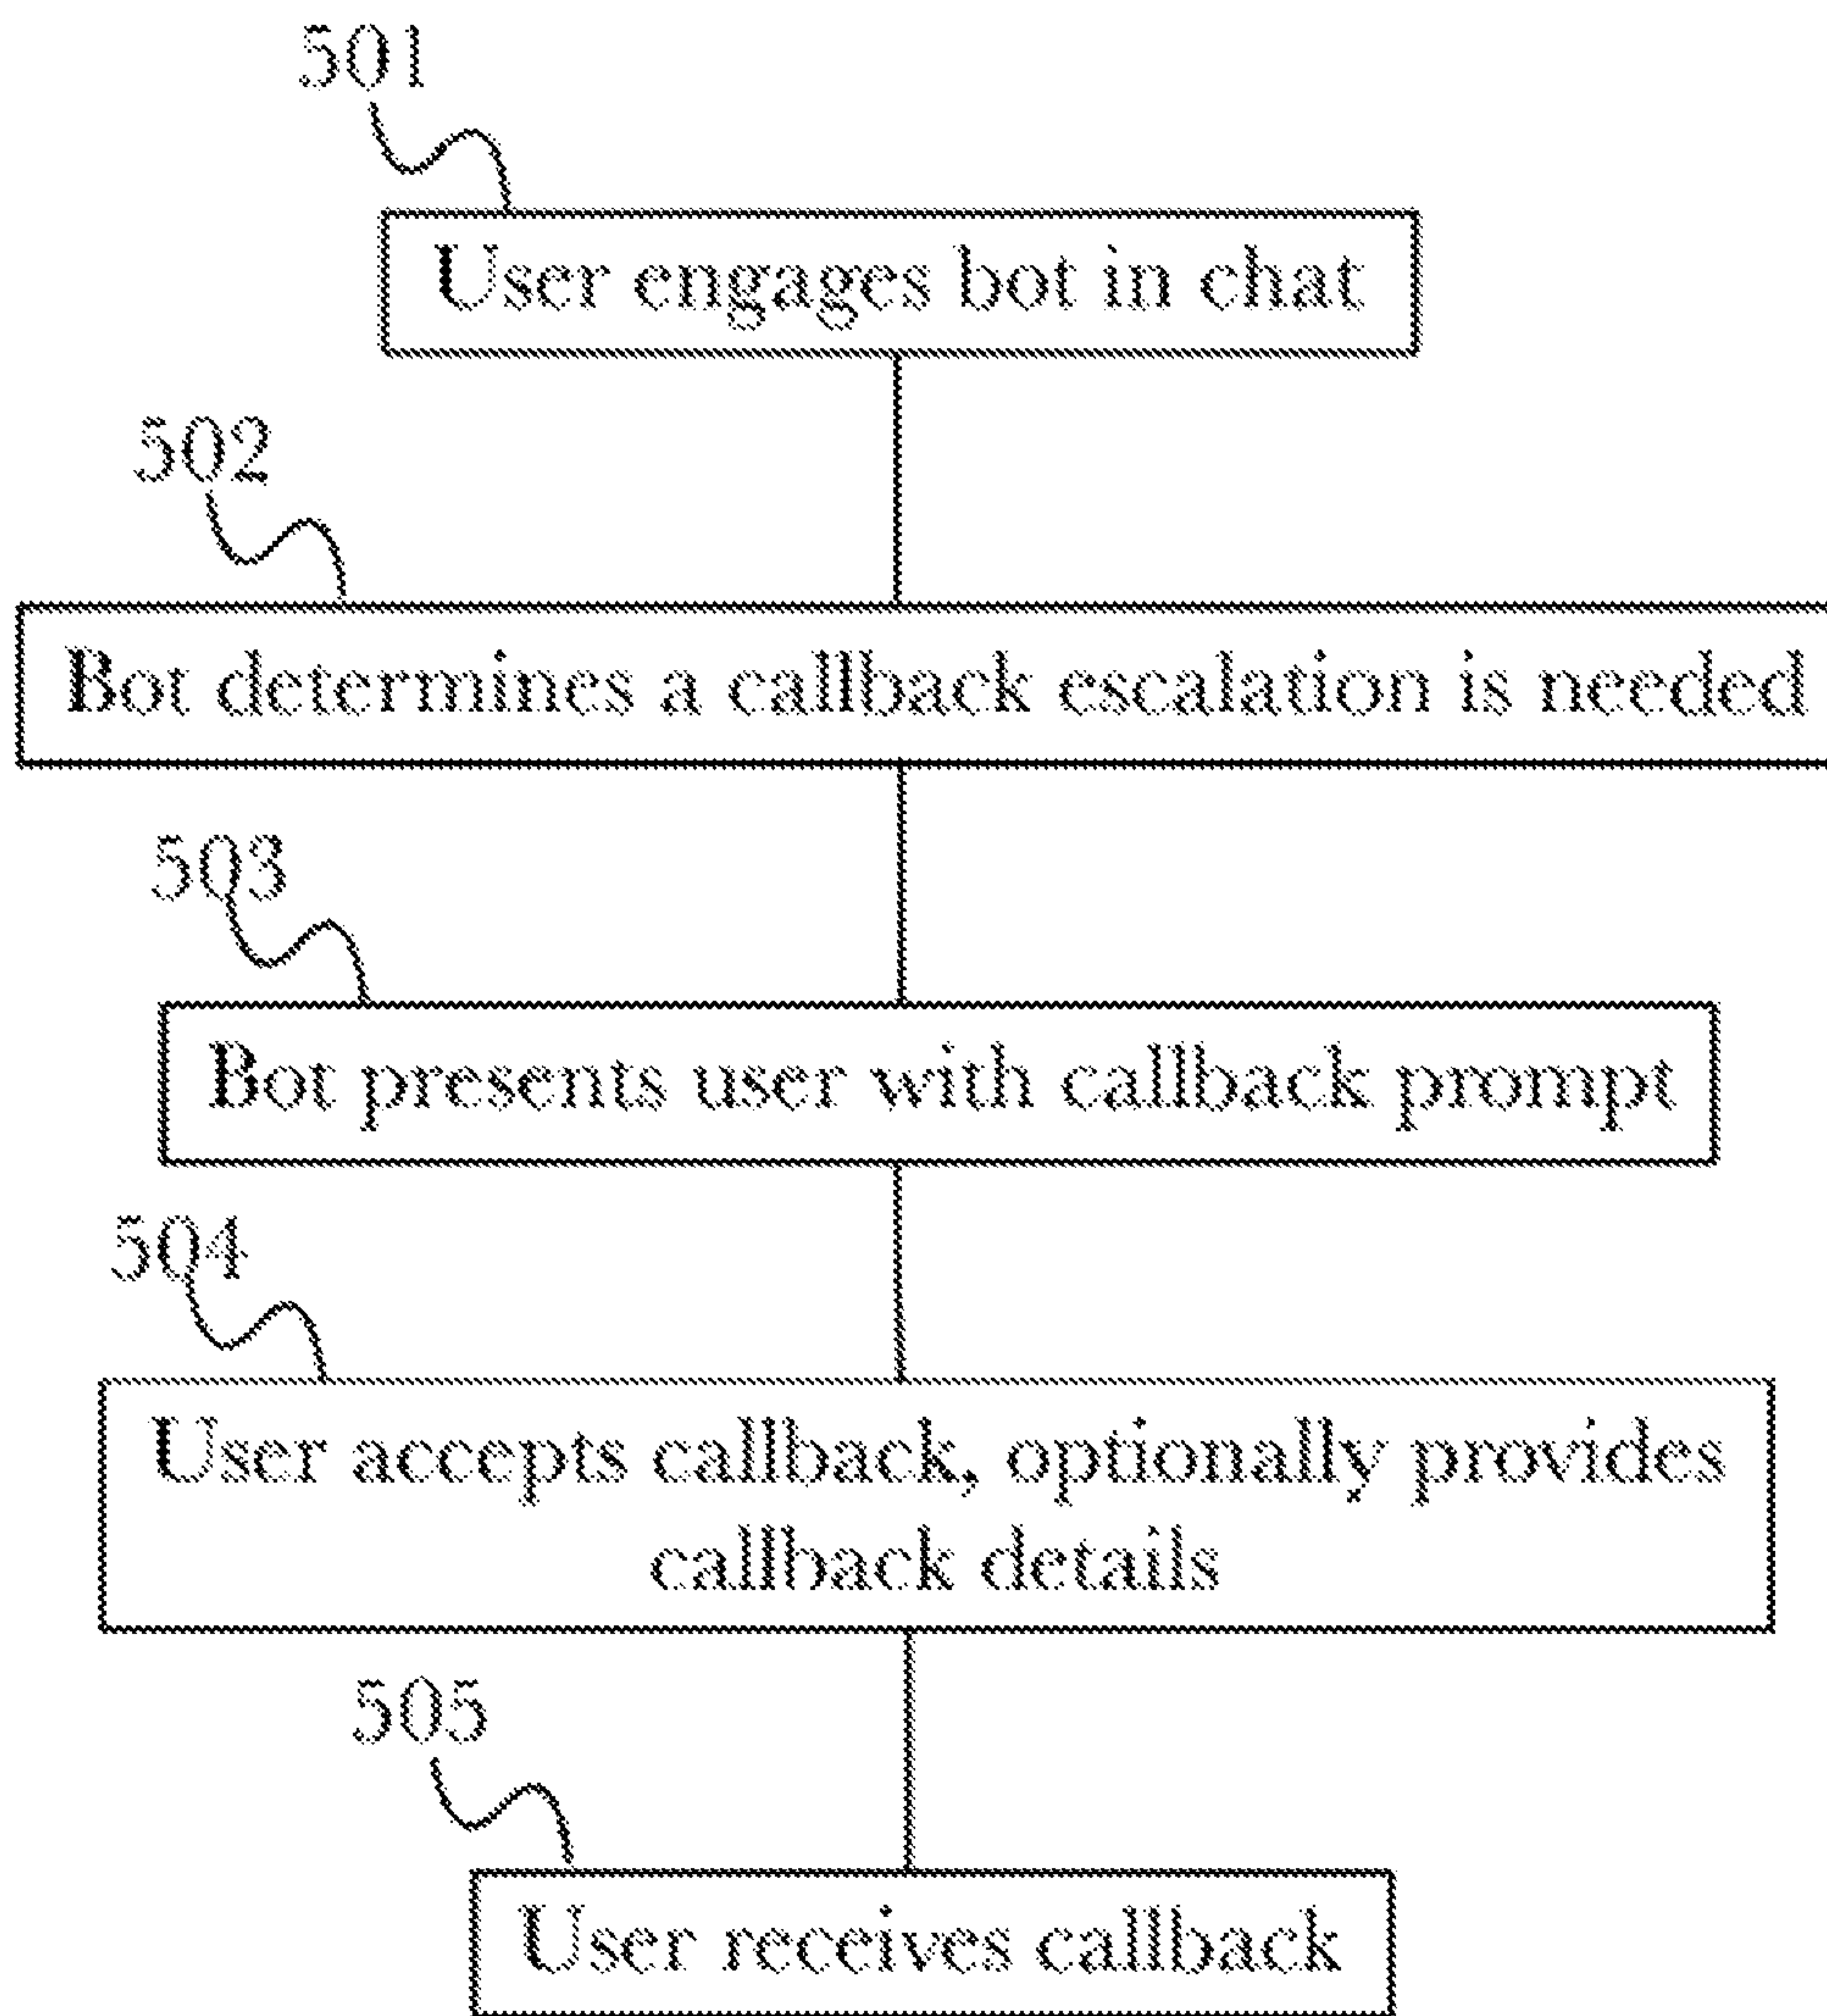 501
User engages bot in chat
502
Bot determines a callback escalation is needed
503
Bot presents user with callback prompt
504
User accepts callback, optionally provides
callback details
505
User receives callback